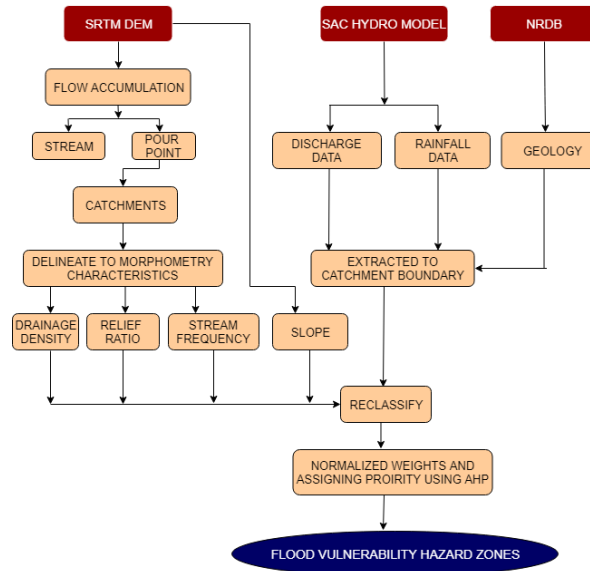 SRTM DEM
SAC HYDRO MODEL
NRDB
FLOW ACCUMULATION
STREAM
POUR
POINT
DISCHARGE
DATA
RAINFALL
DATA
GEOLOGY
CATCHMENTS
DELINEATE TO MORPHOMETRY
CHARACTERISTICS
EXTRACTED TO
CATCHMENT BOUNDARY
DRAINAGE
DENSITY
RELIEF
RATIO
STREAM
FREQUENCY
SLOPE
RECLASSIFY
NORMALIZED WEIGHTS AND
ASSIGNING PROIRITY USING AHP
FLOOD VULNERABILITY HAZARD ZONES